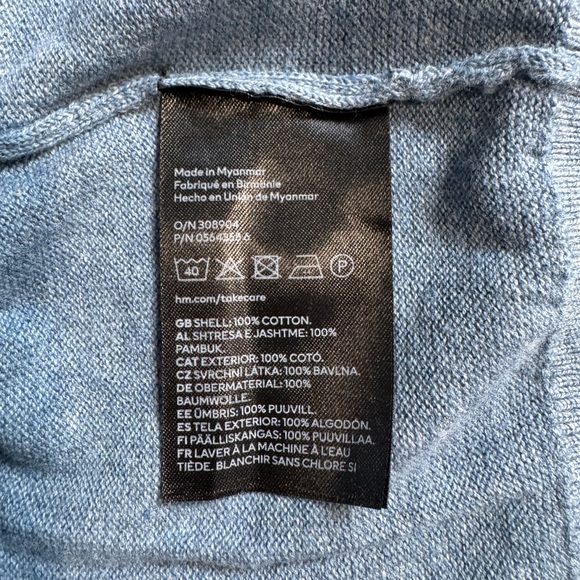 Made in Myanmar
Fabriqué en Birmanie
Hecho en Unión de Myanmar
O/N 308904
P/N 0564358 6
40 P
hm.com/takecare
GB SHELL: 100% COTTON.
AL SHTRESA E JASHTME: 100%
PAMBUK.
CAT EXTERIOR: 100% COTÓ.
CZ SVRCHNÍ LÁTKA: 100% BAVLNA.
DE OBERMATERIAL: 100%
BAUMWOLLE.
EE ÜMBRIS: 100% PUUVILL.
ES TELA EXTERIOR: 100% ALGODÓN.
FI PÄÄLLISKANGAS: 100% PUUVILLAA.
FR LAVER À LA MACHINE À L'EAU
TIÈDE. BLANCHIR SANS CHLORE SI